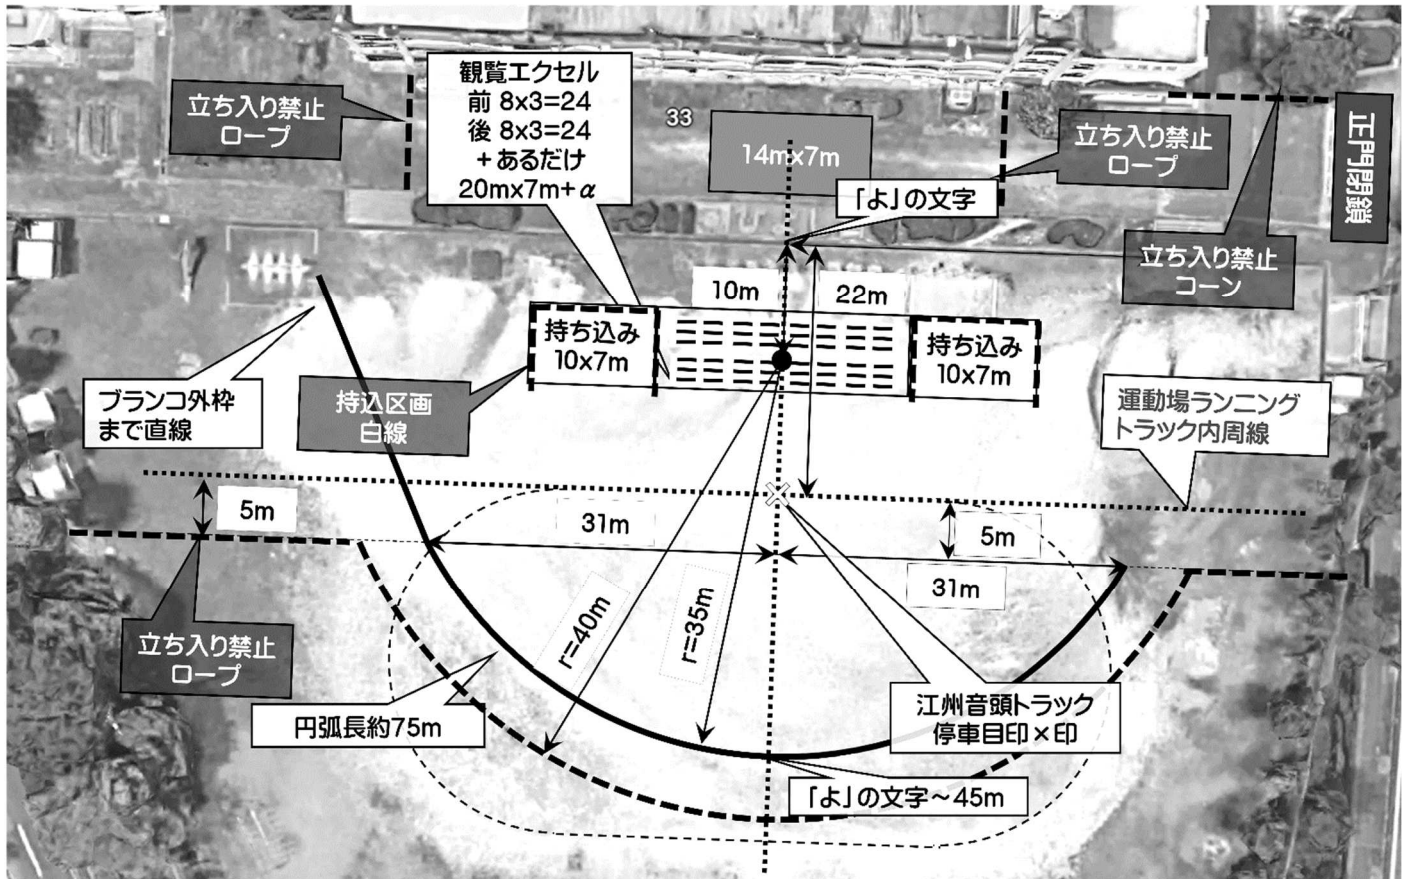 立ち入り禁止
ロープ
観覧エクセル
前 8x3=24
後 8x3=24
+あるだけ
20mx7m+α
33
14mx7m
立ち入り禁止
ロープ
正門閉鎖
「よ」の文字
立ち入り禁止
コーン
10m
22m
持ち込み
10x7m
持ち込み
10x7m
ブランコ外枠
まで直線
持込区画
白線
運動場ランニング
トラック内周線
5m
31m
5m
31m
r=40m
r=35m
立ち入り禁止
ロープ
円弧長約75m
江州音頭トラック
停車目印×印
「よ」の文字～45m